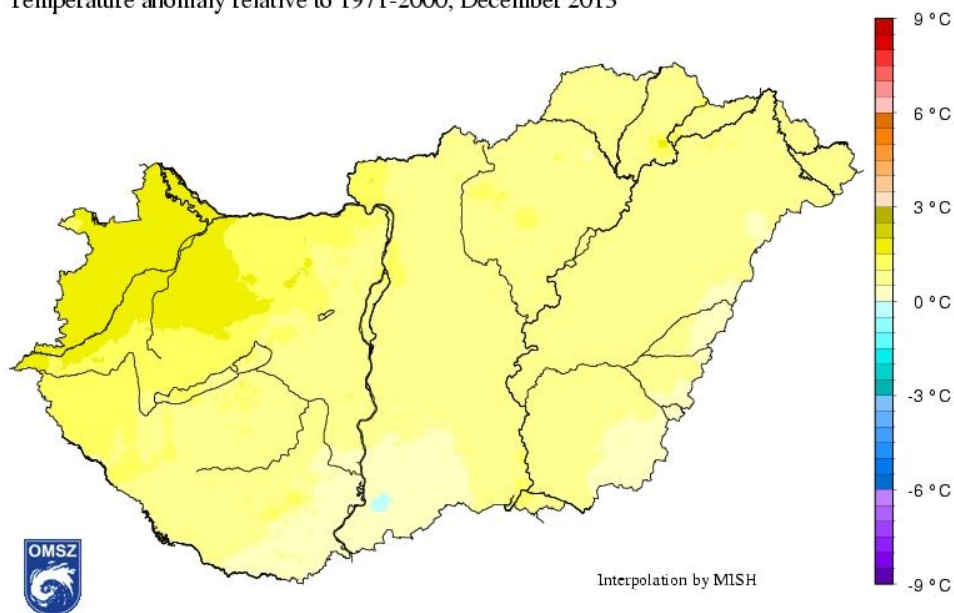 Temperature anomaly relative to 1971-2000, December 2013
9 °C
6 °C
3 °C
0 °C
-3 °C
-6 °C
-9 °C
OMSZ
Interpolation by MISH